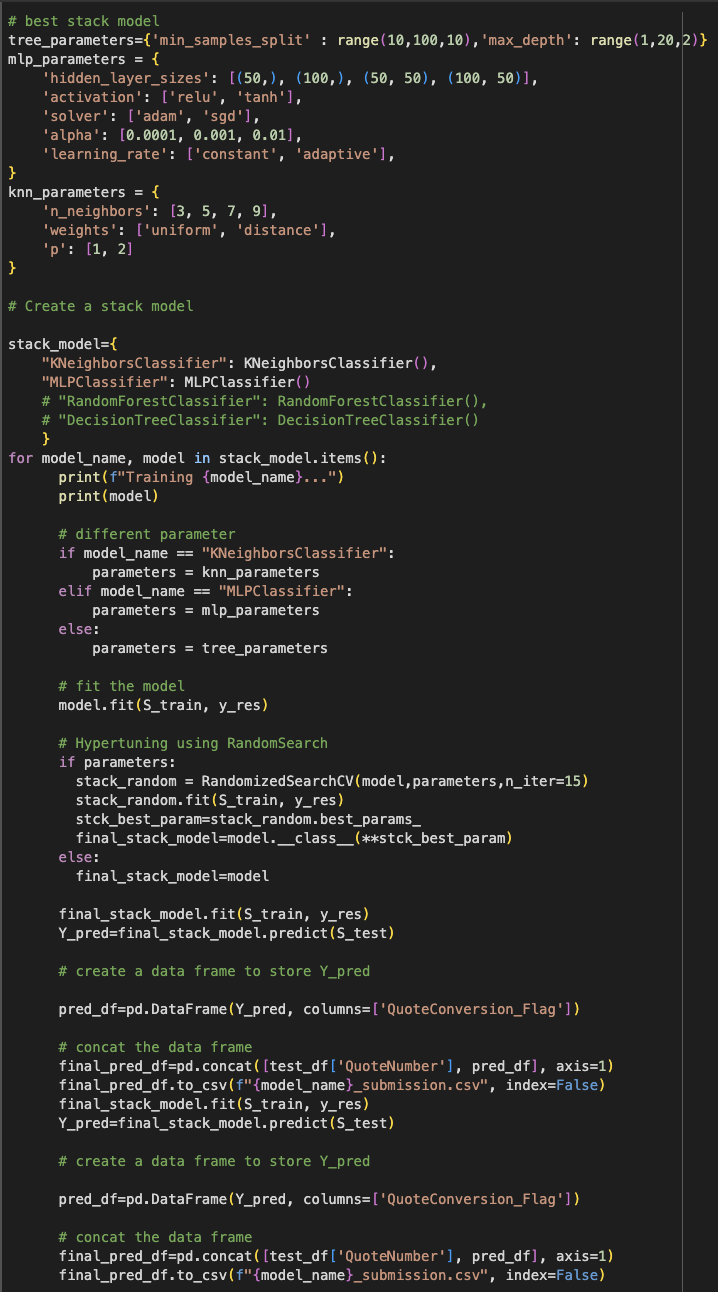 # best stack model
tree_parameters={'min_samples_split' : range(10,100,10),'max_depth': range(1,20,2)}
mlp_parameters = {
    'hidden_layer_sizes': [(50,), (100,), (50, 50), (100, 50)],
    'activation': ['relu', 'tanh'],
    'solver': ['adam', 'sgd'],
    'alpha': [0.0001, 0.001, 0.01],
    'learning_rate': ['constant', 'adaptive'],
}
knn_parameters = {
    'n_neighbors': [3, 5, 7, 9],
    'weights': ['uniform', 'distance'],
    'p': [1, 2]
}
# Create a stack model
stack_model={
    "KNeighborsClassifier": KNeighborsClassifier(),
    "MLPClassifier": MLPClassifier()
    # "RandomForestClassifier": RandomForestClassifier(),
    # "DecisionTreeClassifier": DecisionTreeClassifier()
    }
for model_name, model in stack_model.items():
      print(f"Training {model_name}...")
      print(model)
      # different parameter
      if model_name == "KNeighborsClassifier":
          parameters = knn_parameters
      elif model_name == "MLPClassifier":
          parameters = mlp_parameters
      else:
          parameters = tree_parameters
      # fit the model
      model.fit(S_train, y_res)
      # Hypertuning using RandomSearch
      if parameters:
        stack_random = RandomizedSearchCV(model,parameters,n_iter=15)
        stack_random.fit(S_train, y_res)
        stck_best_param=stack_random.best_params_
        final_stack_model=model.__class__(**stck_best_param)
      else:
        final_stack_model=model
      final_stack_model.fit(S_train, y_res)
      Y_pred=final_stack_model.predict(S_test)
      # create a data frame to store Y_pred
      pred_df=pd.DataFrame(Y_pred, columns=['QuoteConversion_Flag'])
      # concat the data frame
      final_pred_df=pd.concat([test_df['QuoteNumber'], pred_df], axis=1)
      final_pred_df.to_csv(f"{model_name}_submission.csv", index=False)
      final_stack_model.fit(S_train, y_res)
      Y_pred=final_stack_model.predict(S_test)
      # create a data frame to store Y_pred
      pred_df=pd.DataFrame(Y_pred, columns=['QuoteConversion_Flag'])
      # concat the data frame
      final_pred_df=pd.concat([test_df['QuoteNumber'], pred_df], axis=1)
      final_pred_df.to_csv(f"{model_name}_submission.csv", index=False)